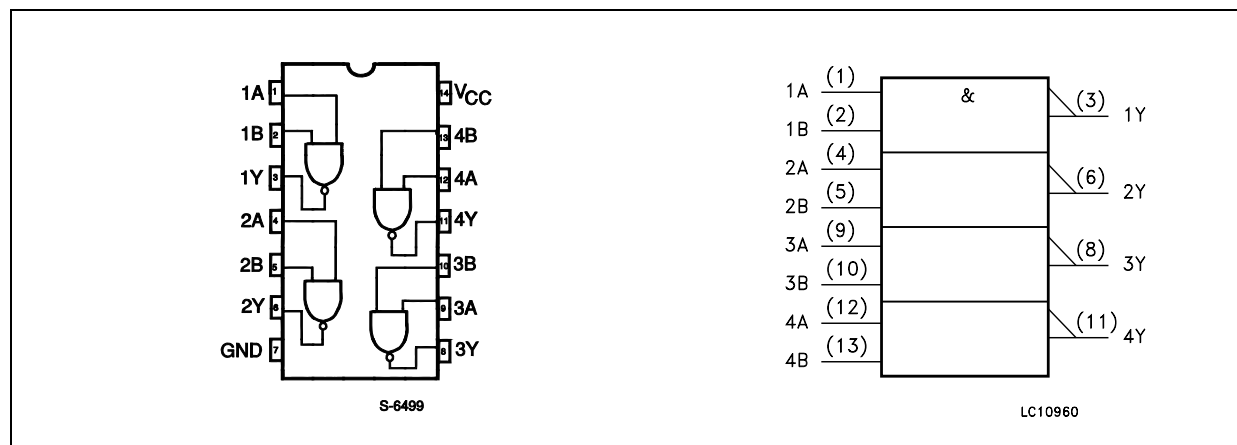 1A 1
1B 2
1Y 3
2A 4
2B 5
2Y 6
GND 7
14 VCC
13 4B
12 4A
11 4Y
10 3B
9 3A
8 3Y
S-6499
&
1A (1)
1B (2)
2A (4)
2B (5)
3A (9)
3B (10)
4A (12)
4B (13)
(3) 1Y
(6) 2Y
(8) 3Y
(11) 4Y
LC10960